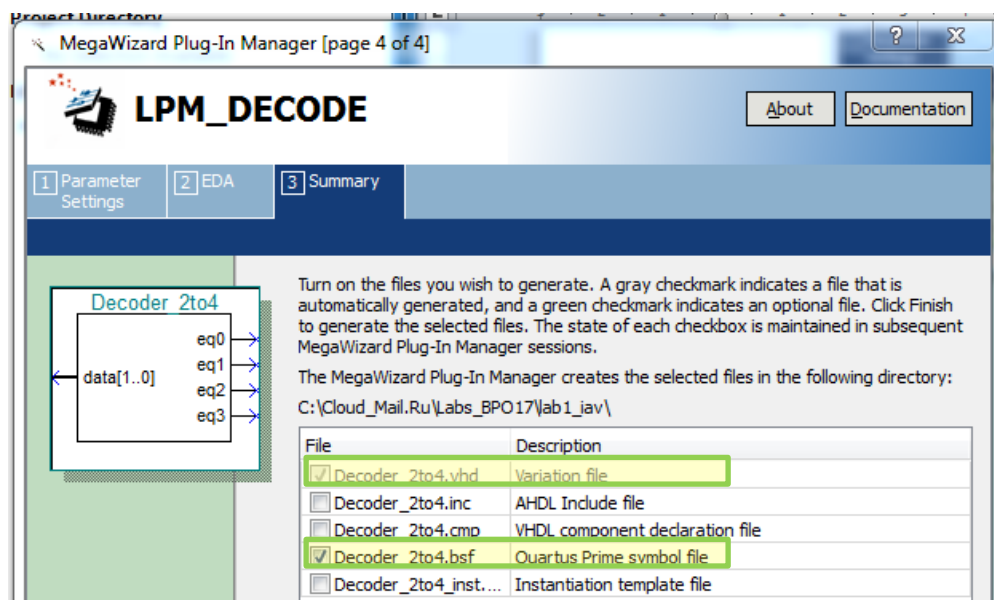 Project Directory
MegaWizard Plug-In Manager [page 4 of 4]
? X
LPM_DECODE
About Documentation
1 Parameter Settings
2 EDA
3 Summary
Decoder_2to4
data[1..0]
eq0
eq1
eq2
eq3
Turn on the files you wish to generate. A gray checkmark indicates a file that is
automatically generated, and a green checkmark indicates an optional file. Click Finish
to generate the selected files. The state of each checkbox is maintained in subsequent
MegaWizard Plug-In Manager sessions.
The MegaWizard Plug-In Manager creates the selected files in the following directory:
C:\Cloud_Mail.Ru\Labs_BPO17\lab1_iav\
File Description
Decoder_2to4.vhd Variation file
Decoder_2to4.inc AHDL Include file
Decoder_2to4.cmp VHDL component declaration file
Decoder_2to4.bsf Quartus Prime symbol file
Decoder_2to4_inst.... Instantiation template file